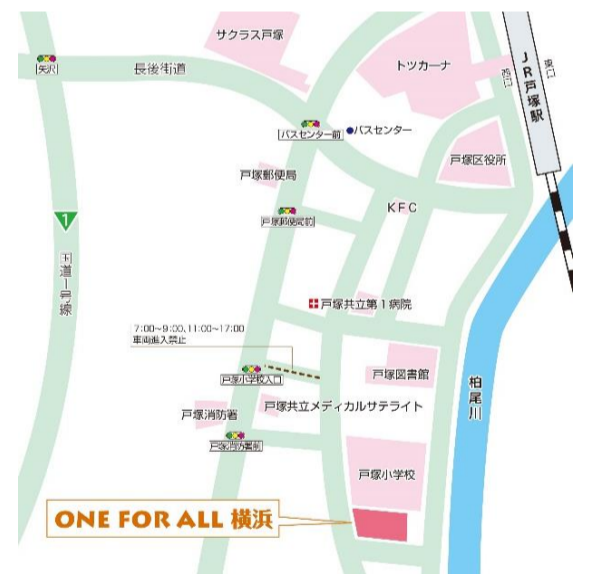 サクラス戸塚
トツカーナ
JR戸塚駅
西口
東口
矢沢
長後街道
バスセンター前
バスセンター
戸塚区役所
戸塚郵便局
KFC
戸塚郵便局前
1
国道一号線
戸塚共立第1病院
7:00~9:00、11:00~17:00
車両進入禁止
戸塚小学校入口
戸塚図書館
柏尾川
戸塚消防署
戸塚共立メディカルサテライト
戸塚消防署前
戸塚小学校
ONE FOR ALL 横浜